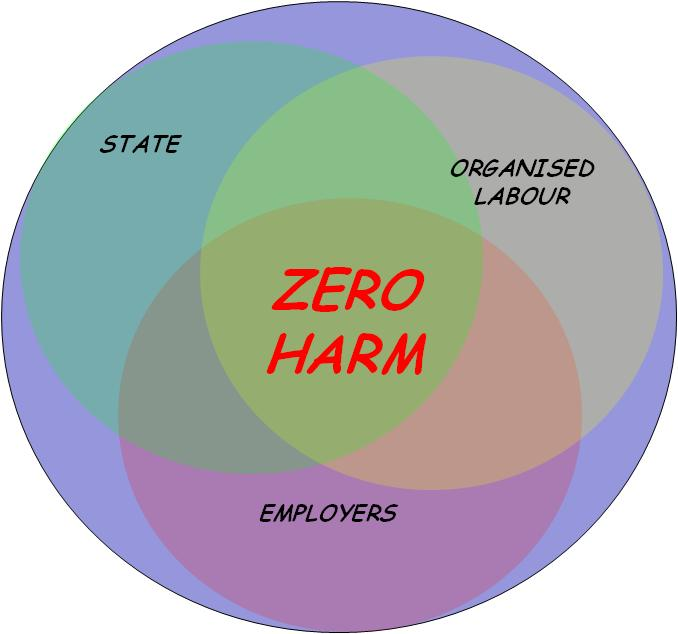 STATE
ORGANISED
LABOUR
ZERO
HARM
EMPLOYERS